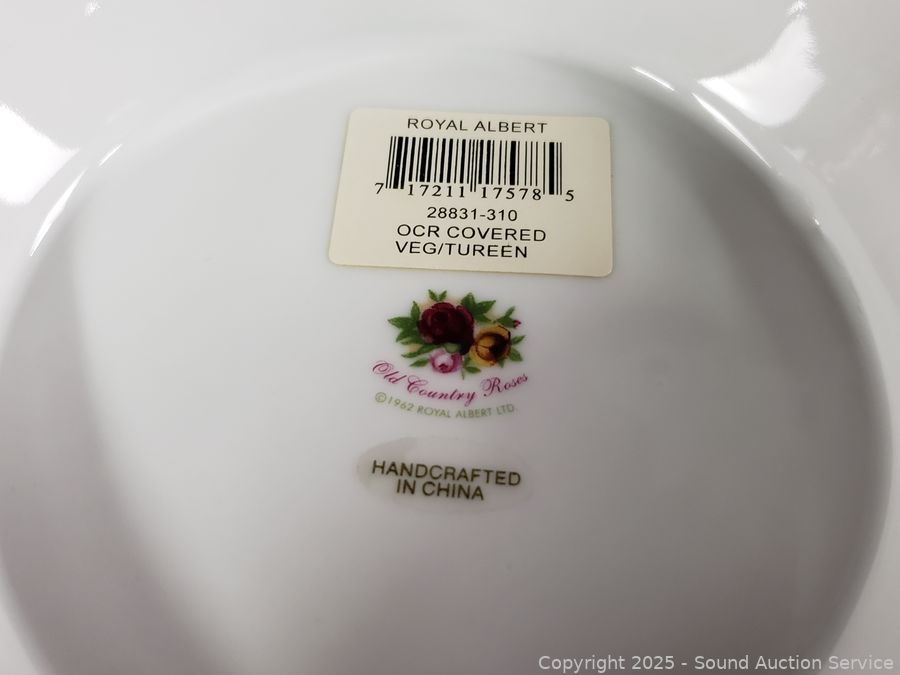 ROYAL ALBERT
7 17211 17578 5
28831-310
OCR COVERED
VEG/TUREEN
Old Country Roses
©1962 ROYAL ALBERT LTD.
HANDCRAFTED
IN CHINA
Copyright 2025 - Sound Auction Service